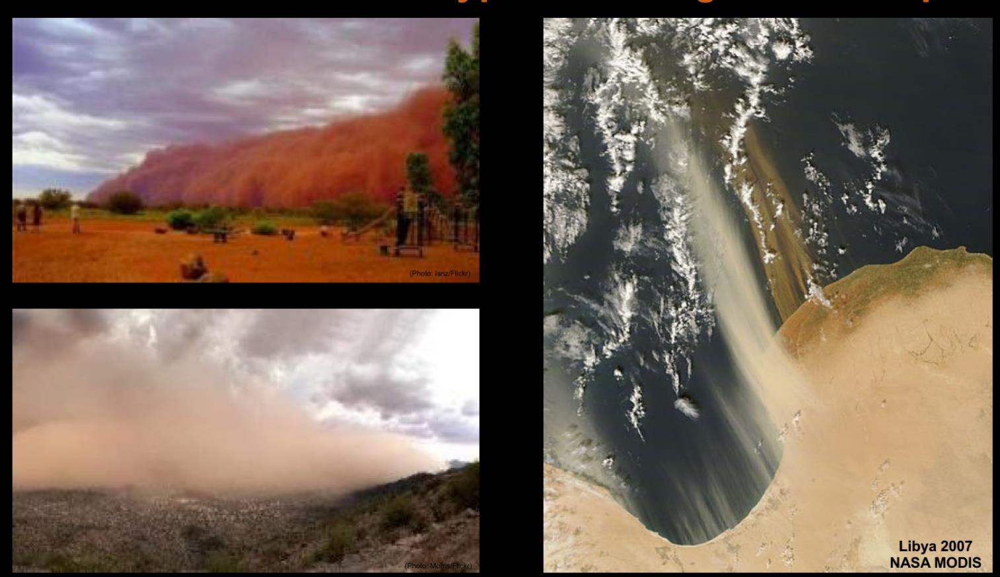 (Photo: Ianz/Flickr)
(Photo: Morris/Flickr)
Libya 2007
NASA MODIS